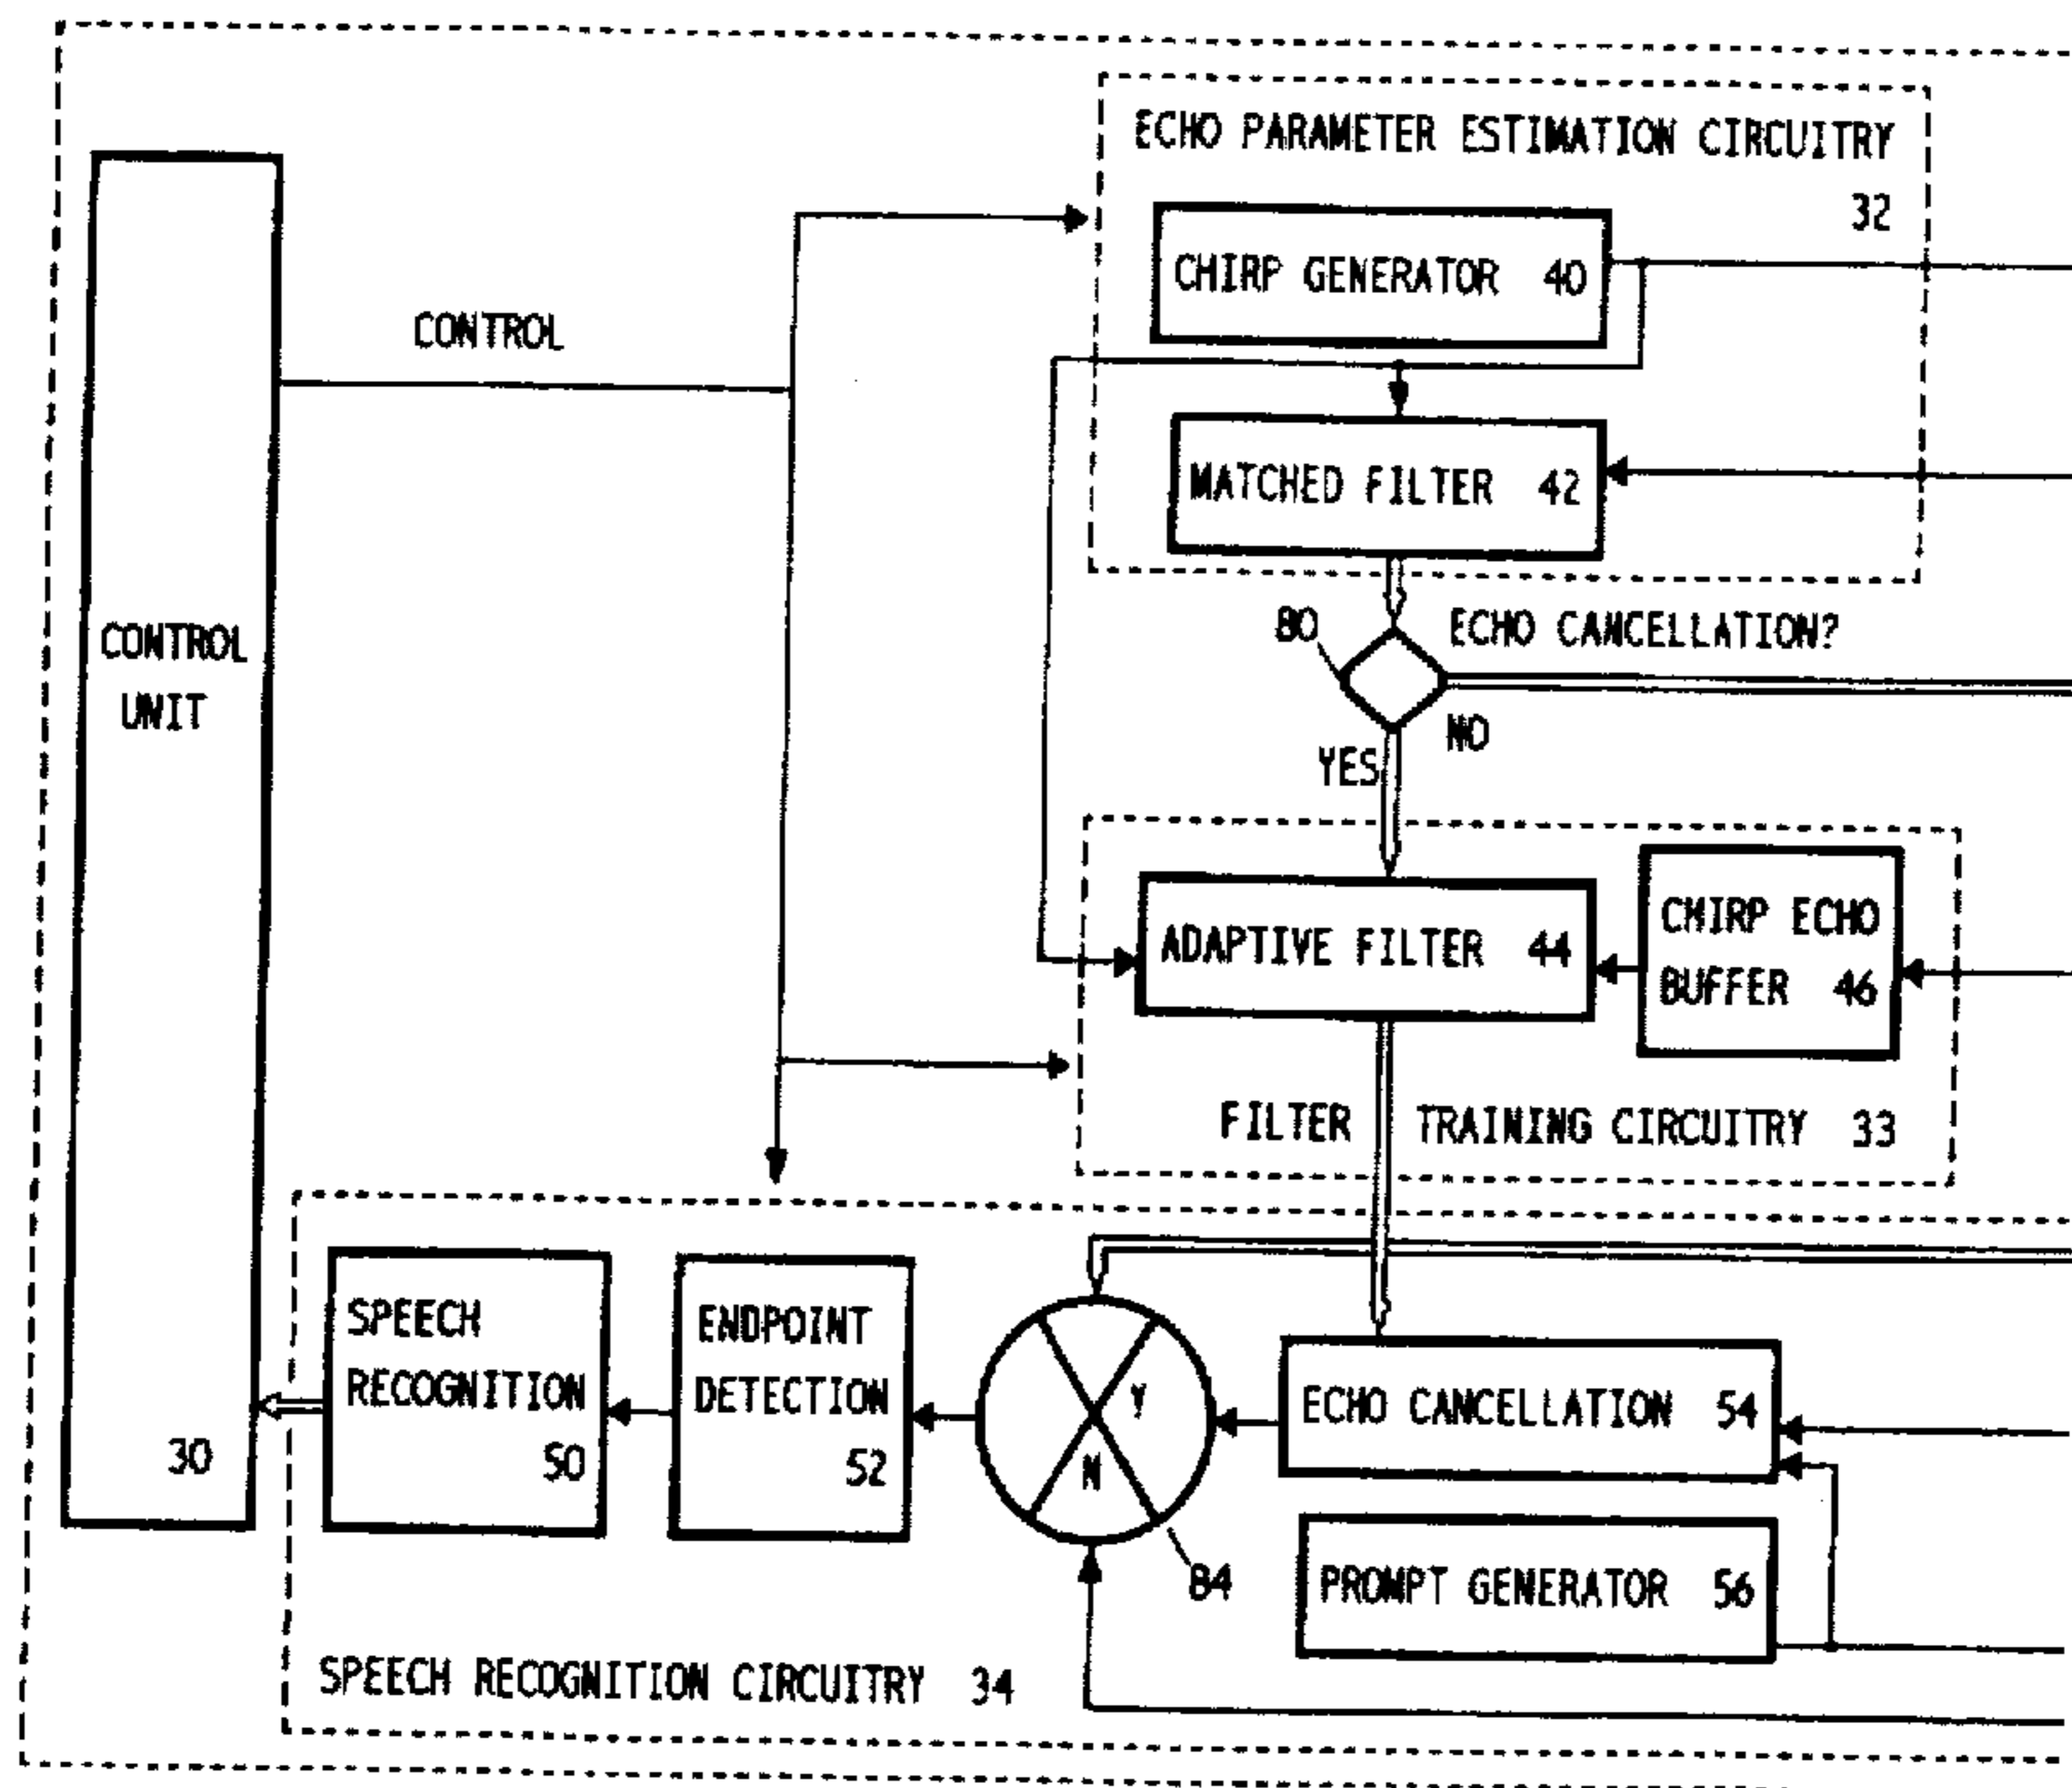 ECHO PARAMETER ESTIMATION CIRCUITRY
32
CHIRP GENERATOR 40
CONTROL
MATCHED FILTER 42
80
ECHO CANCELLATION?
CONTROL
UNIT
NO
YES
CHIRP ECHO
BUFFER 46
ADAPTIVE FILTER 44
FILTER TRAINING CIRCUITRY 33
SPEECH
RECOGNITION
50
ENDPOINT
DETECTION
52
Y
N
ECHO CANCELLATION 54
30
84
PROMPT GENERATOR 56
SPEECH RECOGNITION CIRCUITRY 34